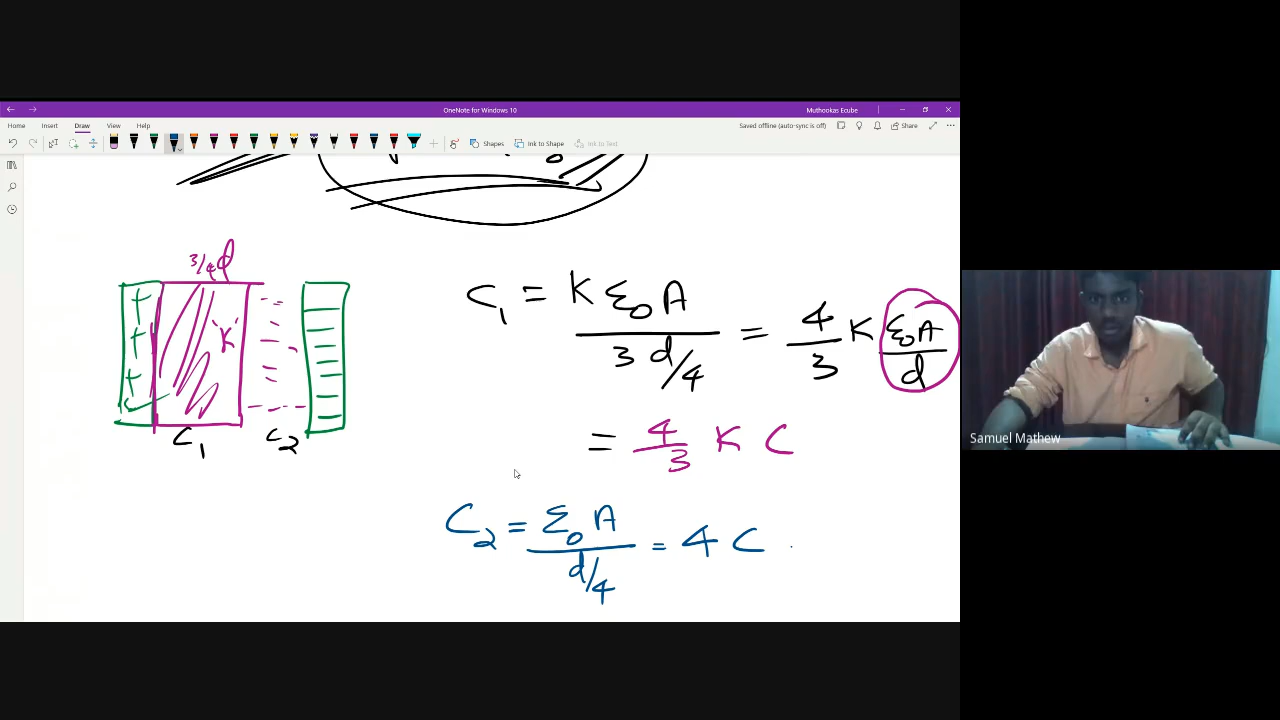 OneNote for Windows 10
Muthookas Ecube
Home Insert Draw View Help
Saved offline (auto-sync is off)
Share
Shapes
Ink to Shape
Ink to Text
3/4 d
+
+
+
'K'
C1 C2
C1 = K ε0 A / 3 d/4 = 4/3 K ε0 A / d
= 4/3 K C
C2 = ε0 A / d/4 = 4 C
Samuel Mathew